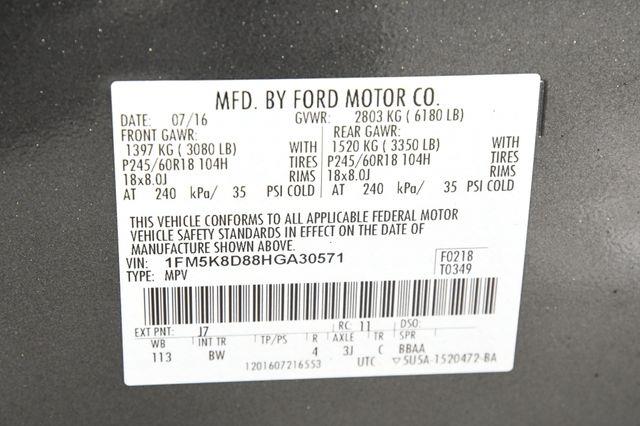 MFD. BY FORD MOTOR CO.
DATE: 07/16 GVWR: 2803 KG ( 6180 LB)
FRONT GAWR: REAR GAWR:
1397 KG ( 3080 LB) WITH 1520 KG ( 3350 LB) WITH
P245/60R18 104H TIRES P245/60R18 104H TIRES
18x8.0J RIMS 18x8.0J RIMS
AT 240 kPa/ 35 PSI COLD AT 240 kPa/ 35 PSI COLD
THIS VEHICLE CONFORMS TO ALL APPLICABLE FEDERAL MOTOR
VEHICLE SAFETY STANDARDS IN EFFECT ON THE DATE OF
MANUFACTURE SHOWN ABOVE.
VIN: 1FM5K8D88HGA30571 F0218
TYPE: MPV T0349
EXT PNT: J7 RC: 11 DSO:
WB INT TR TP/PS R AXLE TR SPR
113 BW 4 3J C BBAA
1201607216553 UTC ▽5U5A-1520472-BA